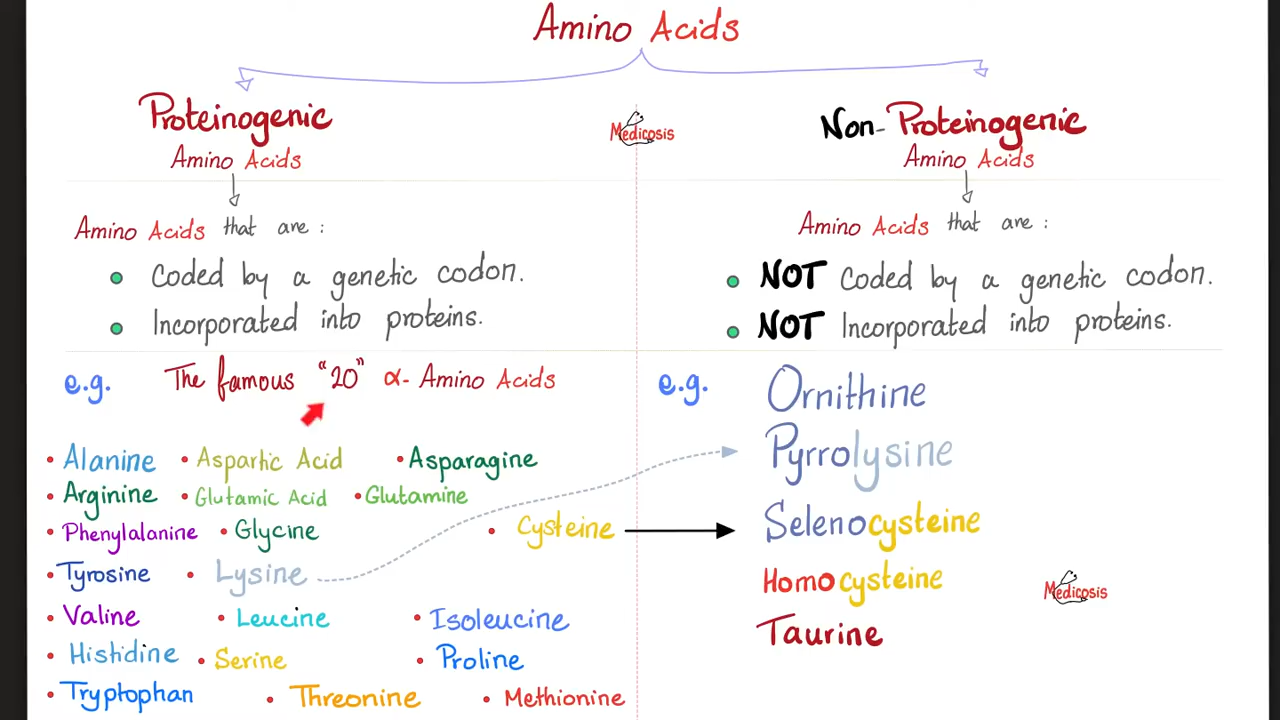 Amino Acids
Proteinogenic
Amino Acids
Amino Acids that are :
Coded by a genetic codon.
Incorporated into proteins.
e.g. The famous "20" α- Amino Acids
Alanine Aspartic Acid Asparagine
Arginine Glutamic Acid Glutamine
Phenylalanine Glycine Cysteine
Tyrosine Lysine
Valine Leucine Isoleucine
Histidine Serine Proline
Tryptophan Threonine Methionine
Medicosis
Non-Proteinogenic
Amino Acids
Amino Acids that are :
NOT Coded by a genetic codon.
NOT Incorporated into proteins.
e.g. Ornithine
Pyrrolysine
Selenocysteine
Homocysteine
Taurine
Medicosis